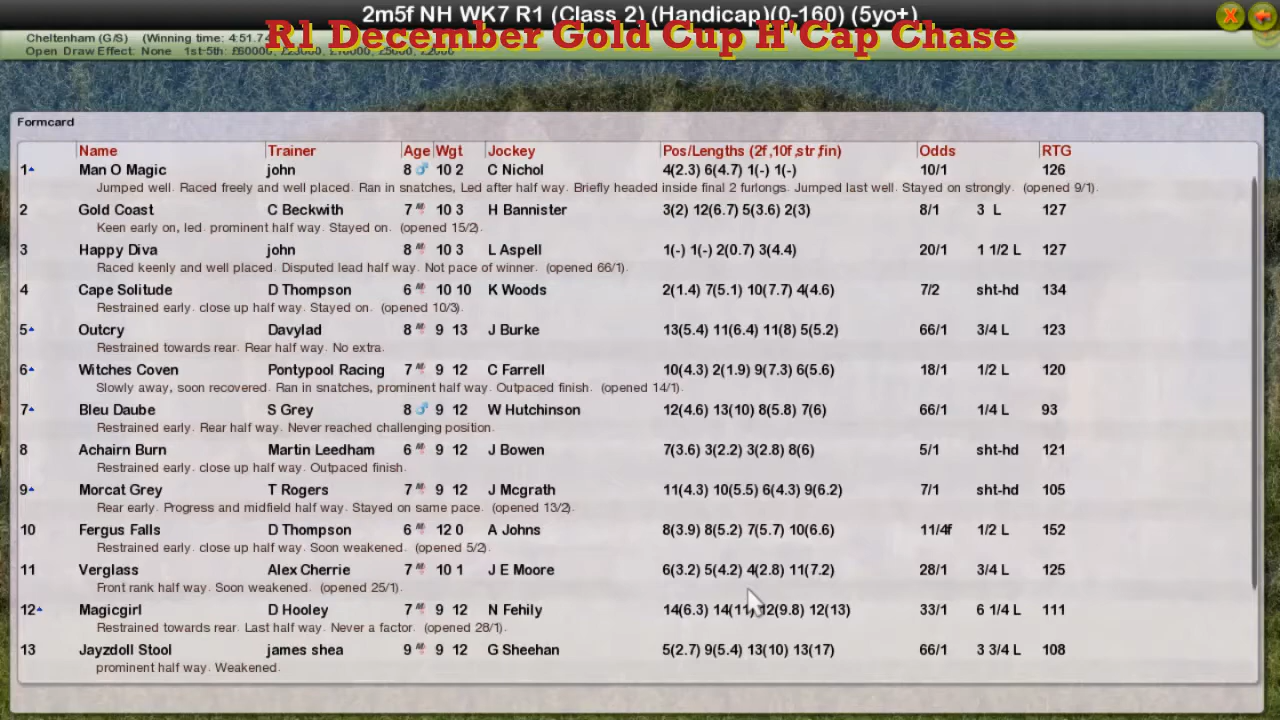 2m5f NH WK7 R1 (Class 2) (Handicap)(0-160) (5yo+)
R1 December Gold Cup H'Cap Chase
Cheltenham (G/S) (Winning time: 4:51.74
Open Draw Effect: None 1st-5th: £60000, £23000, £10000, £5000, £2000
Formcard
Name Trainer Age Wgt Jockey Pos/Lengths (2f,10f,str,fin) Odds RTG
1 Man O Magic john 8 10 2 C Nichol 4(2.3) 6(4.7) 1(-) 1(-) 10/1 126
Jumped well. Raced freely and well placed. Ran in snatches, Led after half way. Briefly headed inside final 2 furlongs. Jumped last well. Stayed on strongly. (opened 9/1).
2 Gold Coast C Beckwith 7 10 3 H Bannister 3(2) 12(6.7) 5(3.6) 2(3) 8/1 3 L 127
Keen early on, led. prominent half way. Stayed on. (opened 15/2).
3 Happy Diva john 8 10 3 L Aspell 1(-) 1(-) 2(0.7) 3(4.4) 20/1 1 1/2 L 127
Raced keenly and well placed. Disputed lead half way. Not pace of winner. (opened 66/1).
4 Cape Solitude D Thompson 6 10 10 K Woods 2(1.4) 7(5.1) 10(7.7) 4(4.6) 7/2 sht-hd 134
Restrained early. close up half way. Stayed on. (opened 10/3).
5 Outcry Davylad 8 9 13 J Burke 13(5.4) 11(6.4) 11(8) 5(5.2) 66/1 3/4 L 123
Restrained towards rear. Rear half way. No extra.
6 Witches Coven Pontypool Racing 7 9 12 C Farrell 10(4.3) 2(1.9) 9(7.3) 6(5.6) 18/1 1/2 L 120
Slowly away, soon recovered. Ran in snatches, prominent half way. Outpaced finish. (opened 14/1).
7 Bleu Daube S Grey 8 9 12 W Hutchinson 12(4.6) 13(10) 8(5.8) 7(6) 66/1 1/4 L 93
Restrained early. Rear half way. Never reached challenging position.
8 Achairn Burn Martin Leedham 6 9 12 J Bowen 7(3.6) 3(2.2) 3(2.8) 8(6) 5/1 sht-hd 121
Restrained early. close up half way. Outpaced finish.
9 Morcat Grey T Rogers 7 9 12 J Mcgrath 11(4.3) 10(5.5) 6(4.3) 9(6.2) 7/1 sht-hd 105
Rear early. Progress and midfield half way. Stayed on same pace. (opened 13/2).
10 Fergus Falls D Thompson 6 12 0 A Johns 8(3.9) 8(5.2) 7(5.7) 10(6.6) 11/4f 1/2 L 152
Restrained early. close up half way. Soon weakened. (opened 5/2).
11 Verglass Alex Cherrie 7 10 1 J E Moore 6(3.2) 5(4.2) 4(2.8) 11(7.2) 28/1 3/4 L 125
Front rank half way. Soon weakened. (opened 25/1).
12 Magicgirl D Hooley 7 9 12 N Fehily 14(6.3) 14(11) 12(9.8) 12(13) 33/1 6 1/4 L 111
Restrained towards rear. Last half way. Never a factor. (opened 28/1).
13 Jayzdoll Stool james shea 9 9 12 G Sheehan 5(2.7) 9(5.4) 13(10) 13(17) 66/1 3 3/4 L 108
prominent half way. Weakened.